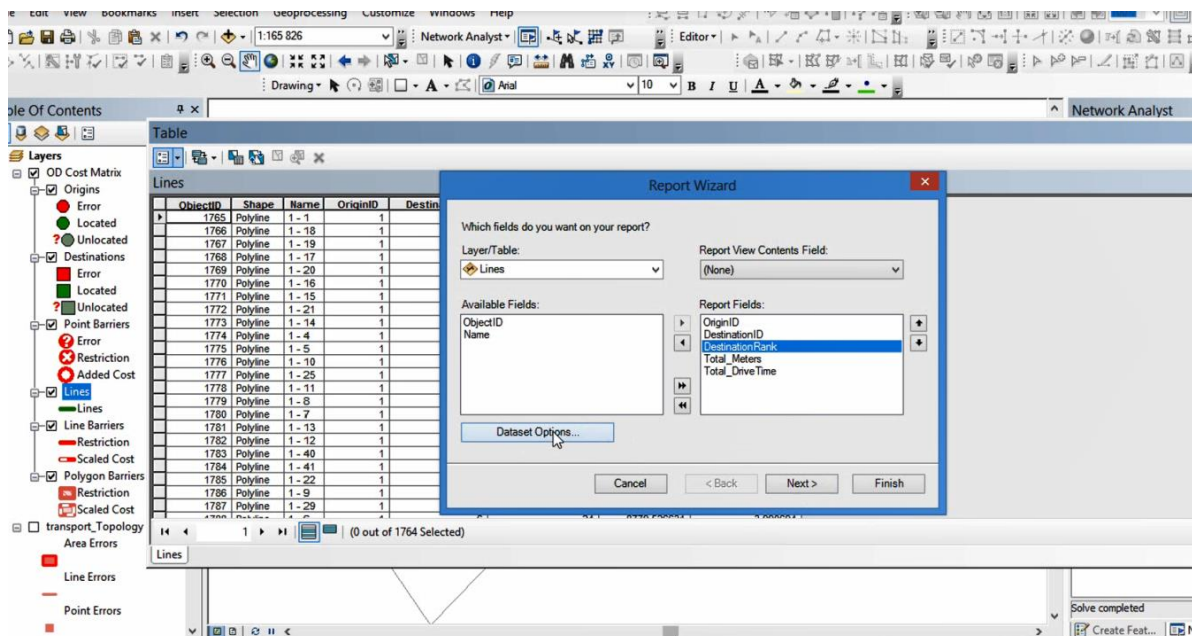 Edit View Bookmarks Insert Selection Geoprocessing Customize Windows Help
1:165 826 Network Analyst Editor
Drawing A Arial 10 B I U A
Table Of Contents
Network Analyst
Table
Layers
OD Cost Matrix
Origins
Error
Located
Unlocated
Destinations
Error
Located
Unlocated
Point Barriers
Error
Restriction
Added Cost
Lines
Lines
Line Barriers
Restriction
Scaled Cost
Polygon Barriers
Restriction
Scaled Cost
transport_Topology
Area Errors
Line Errors
Point Errors
Lines
ObjectID Shape Name OriginID Destin
1765 Polyline 1 - 1 1
1766 Polyline 1 - 18 1
1767 Polyline 1 - 19 1
1768 Polyline 1 - 17 1
1769 Polyline 1 - 20 1
1770 Polyline 1 - 16 1
1771 Polyline 1 - 15 1
1772 Polyline 1 - 21 1
1773 Polyline 1 - 14 1
1774 Polyline 1 - 4 1
1775 Polyline 1 - 5 1
1776 Polyline 1 - 10 1
1777 Polyline 1 - 25 1
1778 Polyline 1 - 11 1
1779 Polyline 1 - 8 1
1780 Polyline 1 - 7 1
1781 Polyline 1 - 13 1
1782 Polyline 1 - 12 1
1783 Polyline 1 - 40 1
1784 Polyline 1 - 41 1
1785 Polyline 1 - 22 1
1786 Polyline 1 - 9 1
1787 Polyline 1 - 29 1
1 (0 out of 1764 Selected)
Lines
Report Wizard
Which fields do you want on your report?
Layer/Table:
Lines
Report View Contents Field:
(None)
Available Fields:
ObjectID
Name
Report Fields:
OriginID
DestinationID
DestinationRank
Total_Meters
Total_DriveTime
Dataset Options...
Cancel < Back Next > Finish
Solve completed
Create Feat...